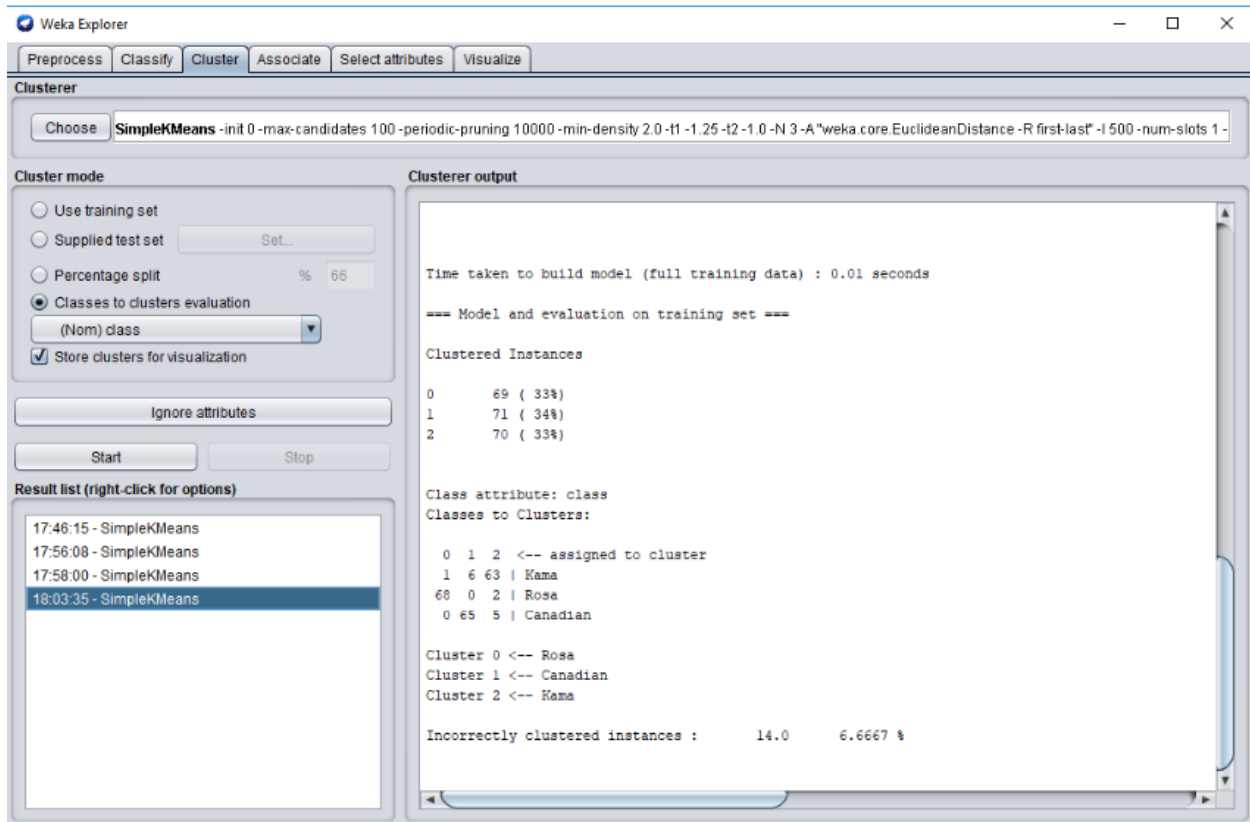 Weka Explorer
Preprocess Classify Cluster Associate Select attributes Visualize
Clusterer
Choose SimpleKMeans -init 0 -max-candidates 100 -periodic-pruning 10000 -min-density 2.0 -t1 -1.25 -t2 -1.0 -N 3 -A "weka.core.EuclideanDistance -R first-last" -I 500 -num-slots 1 -
Cluster mode
Use training set
Supplied test set Set...
Percentage split % 66
Classes to clusters evaluation
(Nom) class
Store clusters for visualization
Ignore attributes
Start Stop
Result list (right-click for options)
17:46:15 - SimpleKMeans
17:56:08 - SimpleKMeans
17:58:00 - SimpleKMeans
18:03:35 - SimpleKMeans
Clusterer output
Time taken to build model (full training data) : 0.01 seconds
=== Model and evaluation on training set ===
Clustered Instances
0 69 ( 33%)
1 71 ( 34%)
2 70 ( 33%)
Class attribute: class
Classes to Clusters:
0 1 2 <-- assigned to cluster
1 6 63 | Kama
68 0 2 | Rosa
0 65 5 | Canadian
Cluster 0 <-- Rosa
Cluster 1 <-- Canadian
Cluster 2 <-- Kama
Incorrectly clustered instances : 14.0 6.6667 %